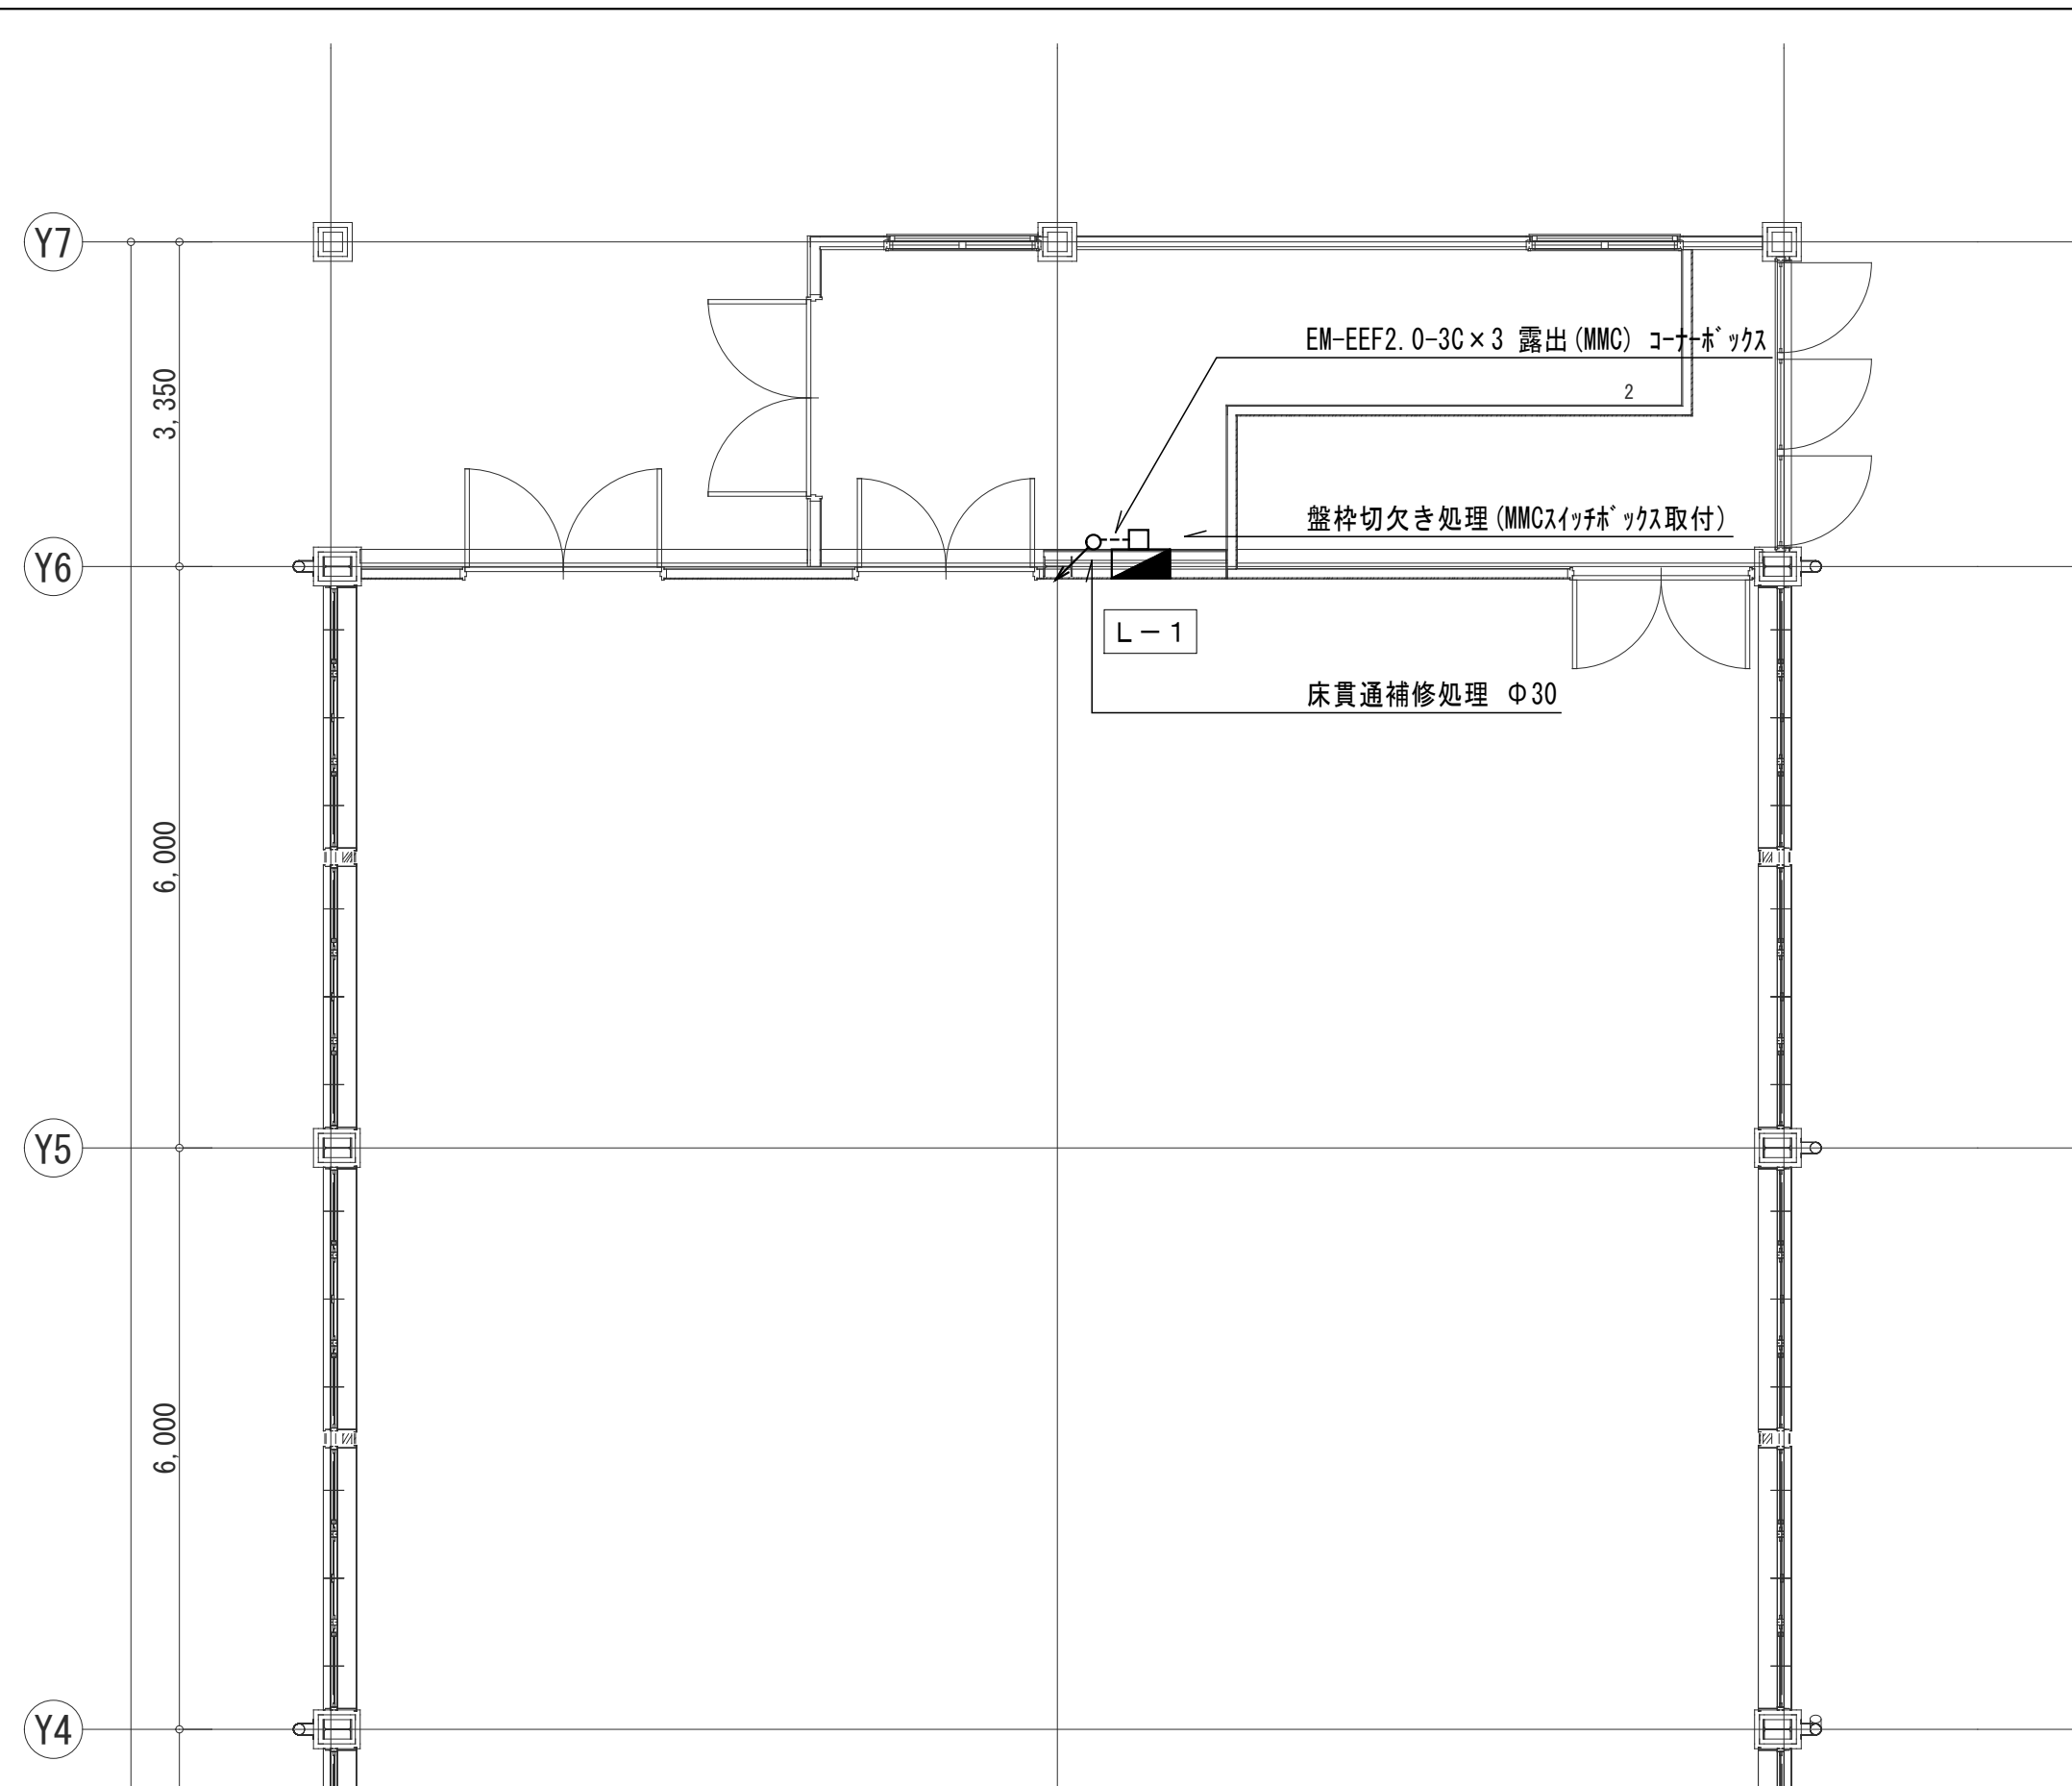 Y7
EM-EEF2.0-3C×3 露出(MMC) ｺｰﾅｰﾎﾞｯｸｽ
3,350
2
盤枠切欠き処理(MMCｽｲｯﾁﾎﾞｯｸｽ取付)
Y6
L－1
床貫通補修処理 Φ30
6,000
Y5
6,000
Y4